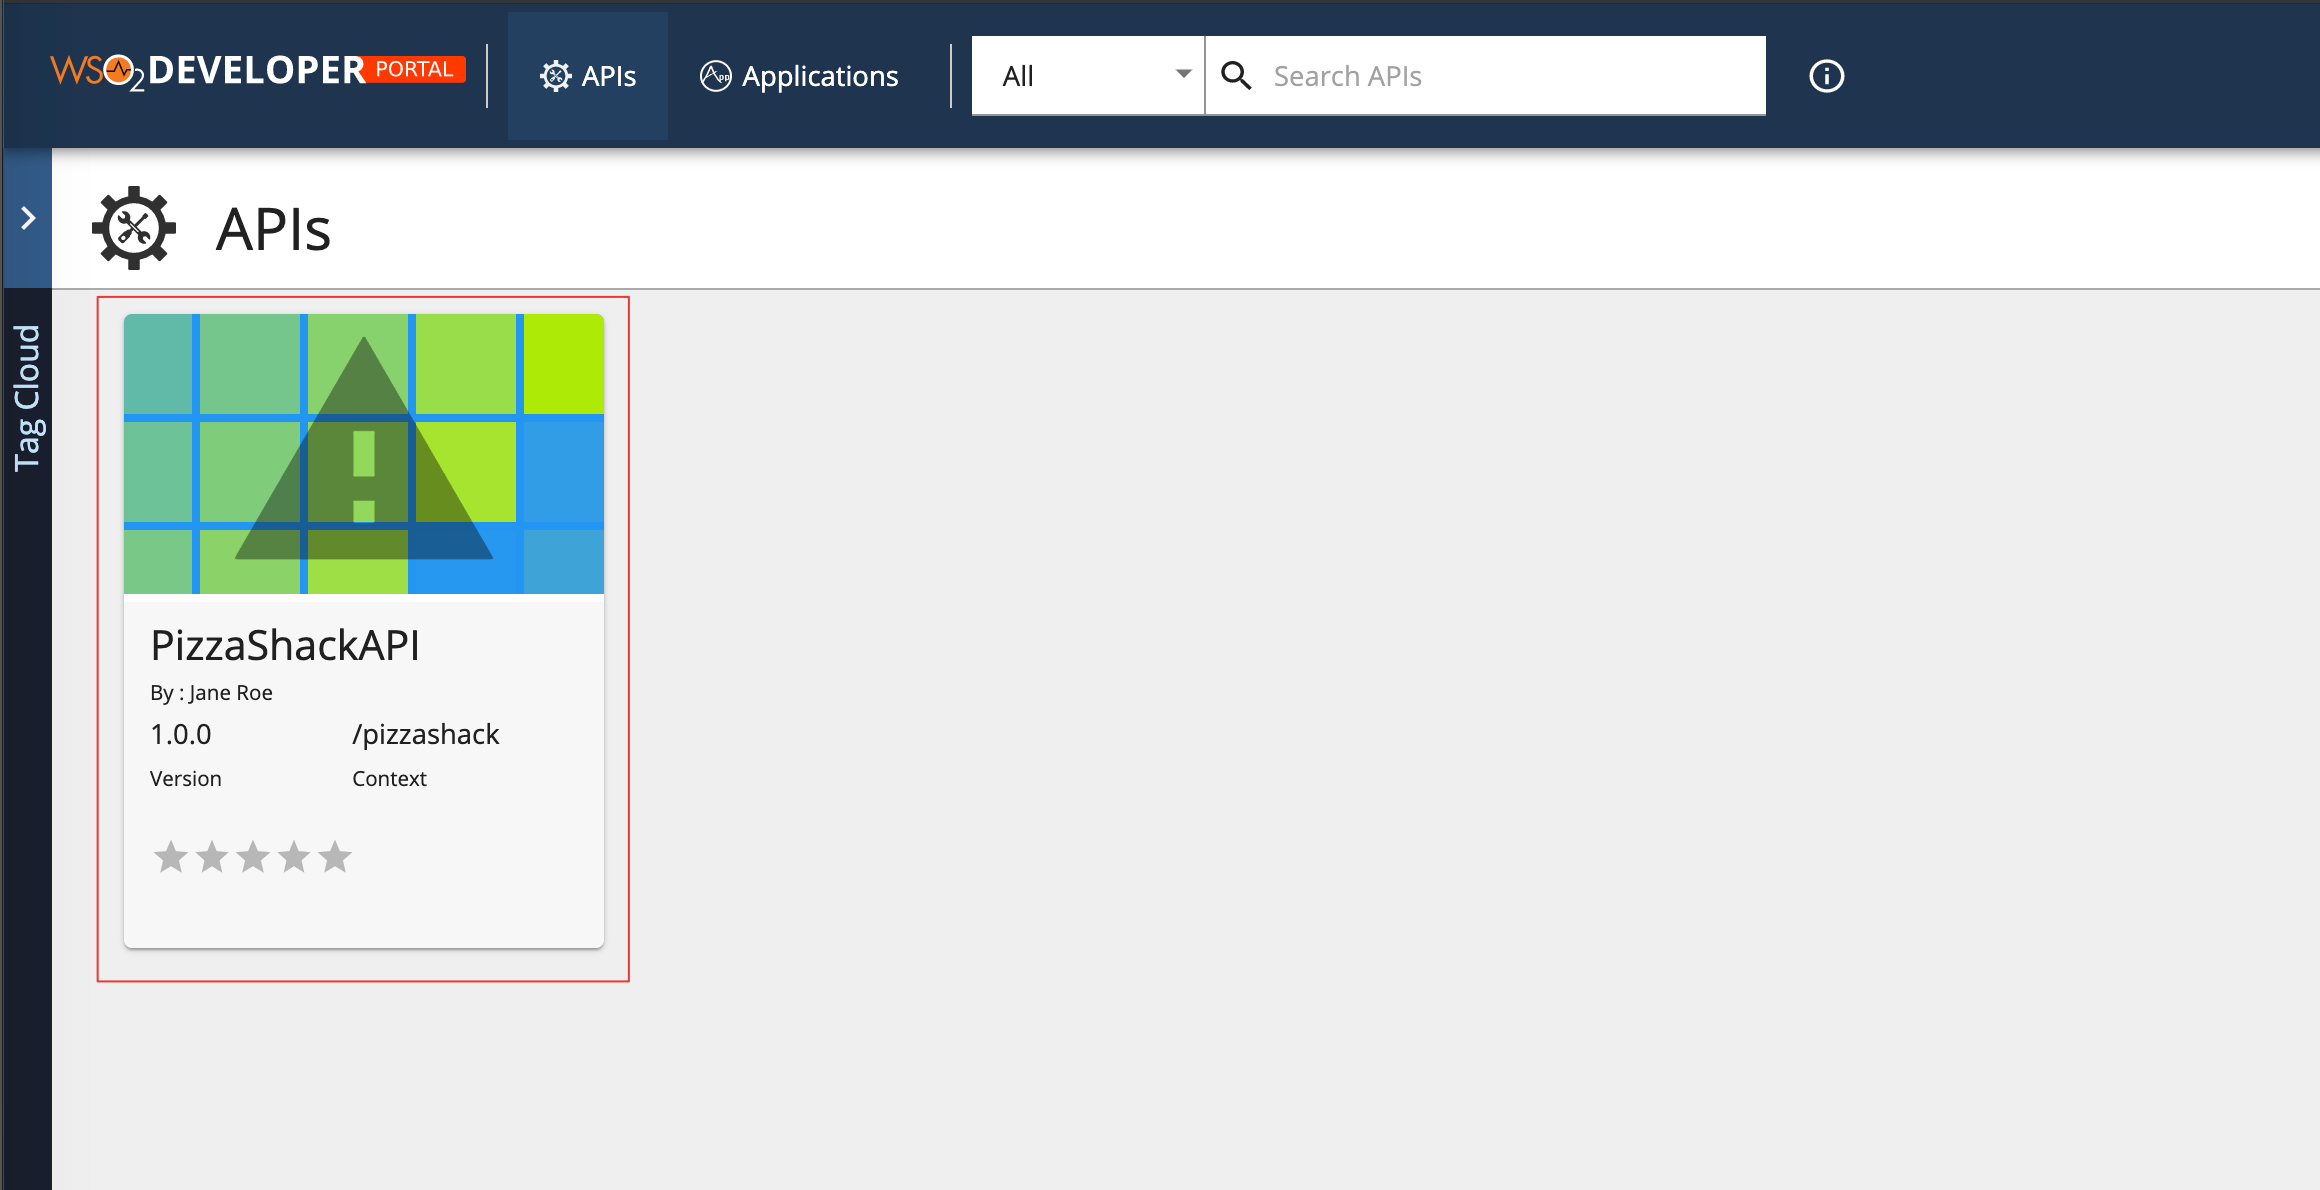 WSO2 DEVELOPER PORTAL
APIs
Applications
All
Search APIs
APIs
Tag Cloud
PizzaShackAPI
By : Jane Roe
1.0.0 /pizzashack
Version Context